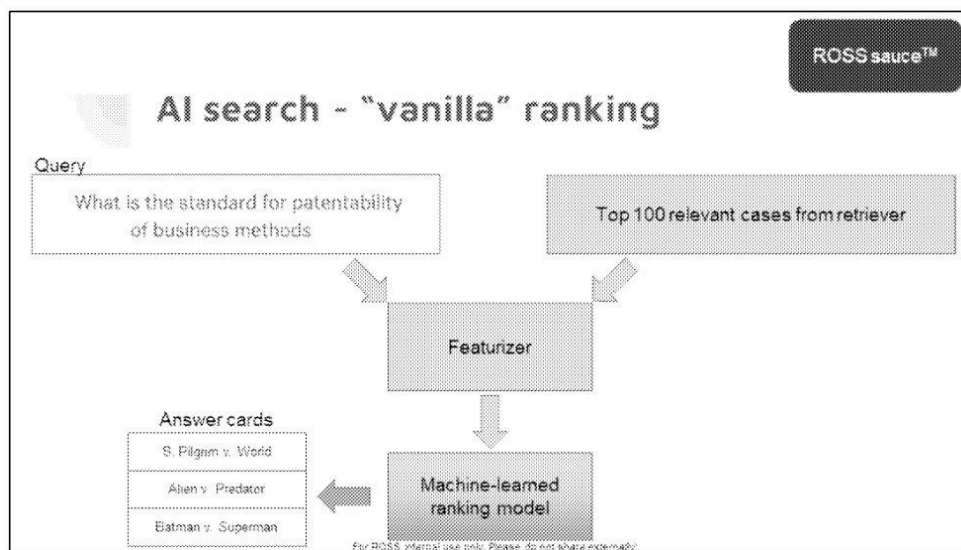 ROSS sauce™
AI search - "vanilla" ranking
Query
What is the standard for patentability
of business methods
Top 100 relevant cases from retriever
Featurizer
Answer cards
S. Pilgrim v. World
Alien v. Predator
Batman v. Superman
Machine-learned
ranking model
For ROSS internal use only. Please do not share externally.